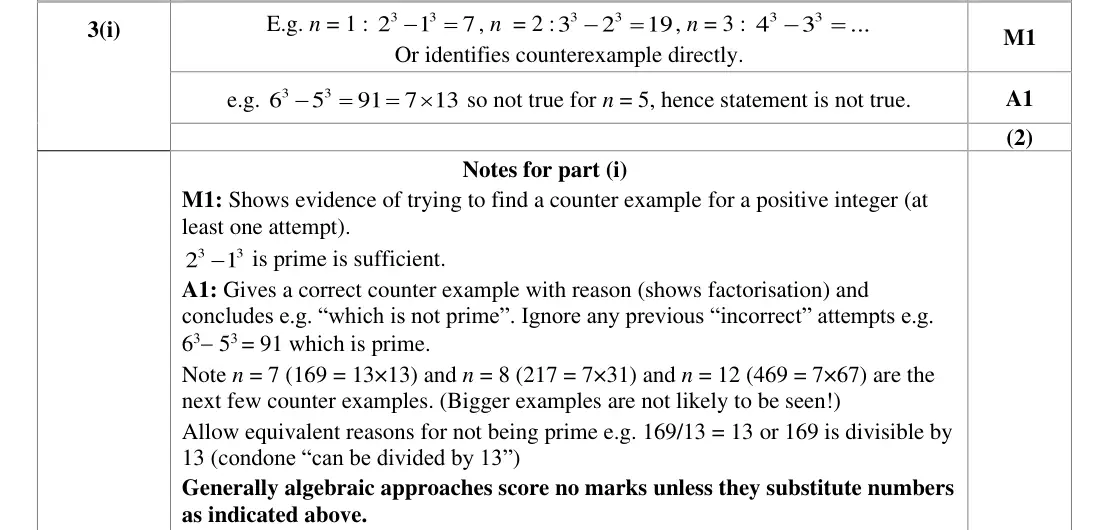 3(i)
E.g. n = 1 : 2³ – 1³ = 7 , n = 2 : 3³ – 2³ = 19 , n = 3 : 4³ – 3³ = ...
Or identifies counterexample directly.
M1
e.g. 6³ – 5³ = 91 = 7 × 13 so not true for n = 5, hence statement is not true.
A1
(2)
Notes for part (i)
M1: Shows evidence of trying to find a counter example for a positive integer (at
least one attempt).
2³ – 1³ is prime is sufficient.
A1: Gives a correct counter example with reason (shows factorisation) and
concludes e.g. “which is not prime”. Ignore any previous “incorrect” attempts e.g.
6³– 5³ = 91 which is prime.
Note n = 7 (169 = 13×13) and n = 8 (217 = 7×31) and n = 12 (469 = 7×67) are the
next few counter examples. (Bigger examples are not likely to be seen!)
Allow equivalent reasons for not being prime e.g. 169/13 = 13 or 169 is divisible by
13 (condone “can be divided by 13”)
Generally algebraic approaches score no marks unless they substitute numbers
as indicated above.